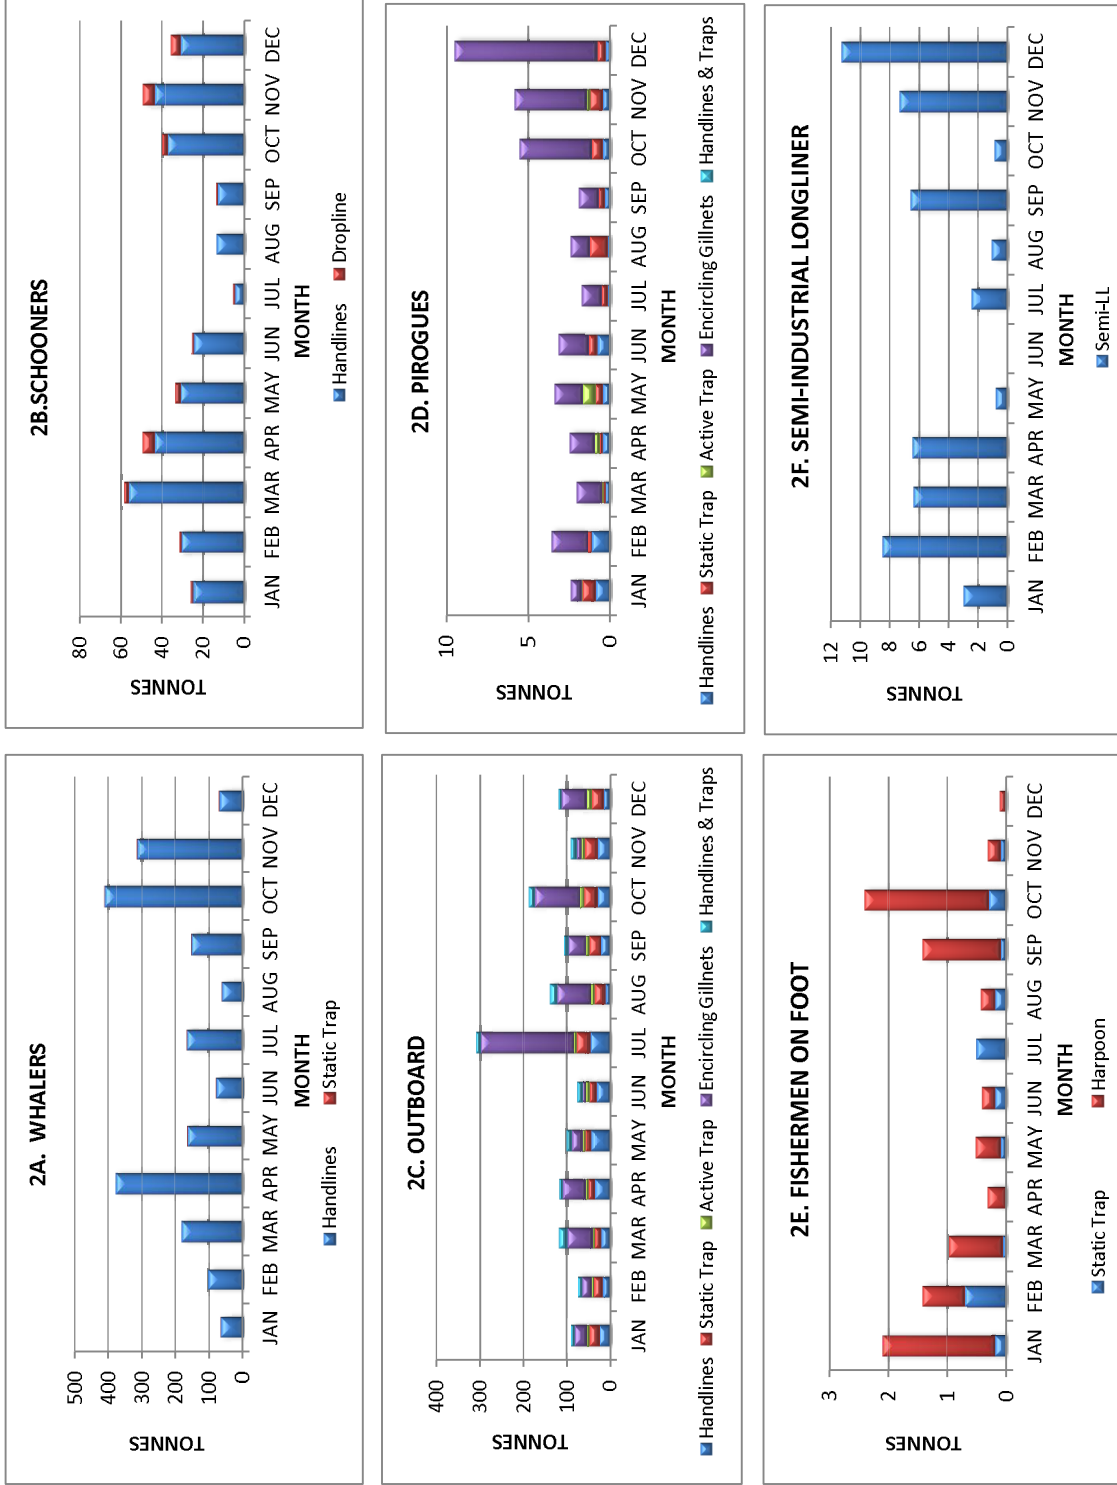 2A. WHALERS
500
400
300
200
100
0
TONNES
JAN FEB MAR APR MAY JUN JUL AUG SEP OCT NOV DEC
MONTH
Handlines Static Trap
2B.SCHOONERS
80
60
40
20
0
TONNES
JAN FEB MAR APR MAY JUN JUL AUG SEP OCT NOV DEC
MONTH
Handlines Dropline
2C. OUTBOARD
400
300
200
100
0
TONNES
JAN FEB MAR APR MAY JUN JUL AUG SEP OCT NOV DEC
MONTH
Handlines Static Trap Active Trap Encircling Gillnets Handlines & Traps
2D. PIROGUES
10
5
0
TONNES
JAN FEB MAR APR MAY JUN JUL AUG SEP OCT NOV DEC
MONTH
Handlines Static Trap Active Trap Encircling Gillnets Handlines & Traps
2E. FISHERMEN ON FOOT
3
2
1
0
TONNES
JAN FEB MAR APR MAY JUN JUL AUG SEP OCT NOV DEC
MONTH
Static Trap Harpoon
2F. SEMI-INDUSTRIAL LONGLINER
12
10
8
6
4
2
0
TONNES
JAN FEB MAR APR MAY JUN JUL AUG SEP OCT NOV DEC
MONTH
Semi-LL